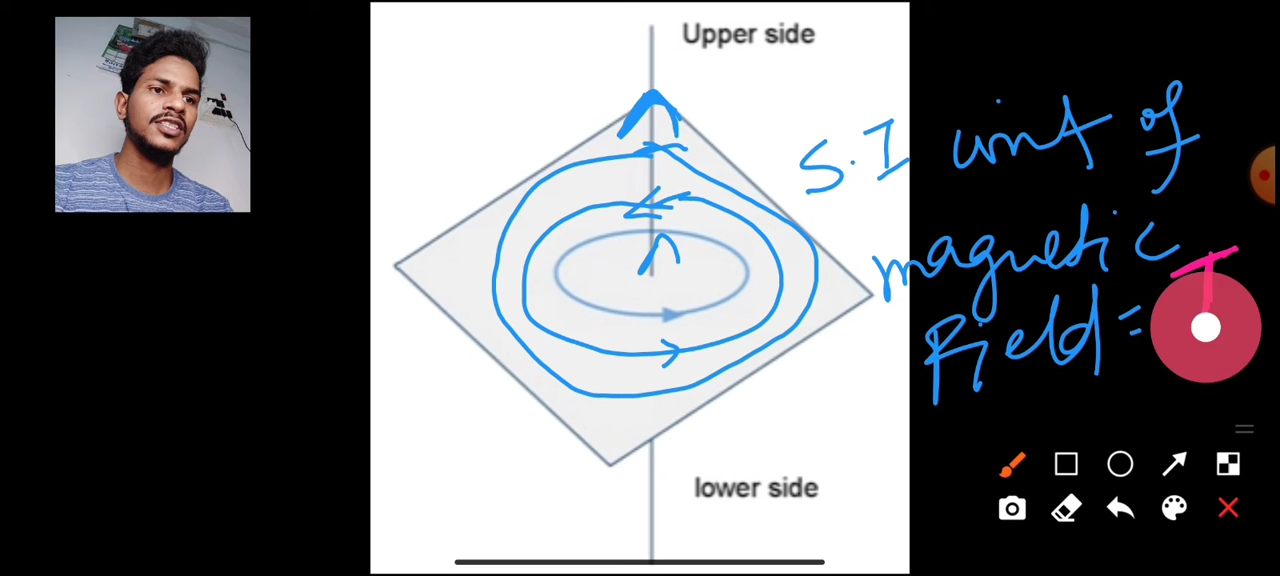 Upper side
S.I unit of
magnetic
Field = T
lower side